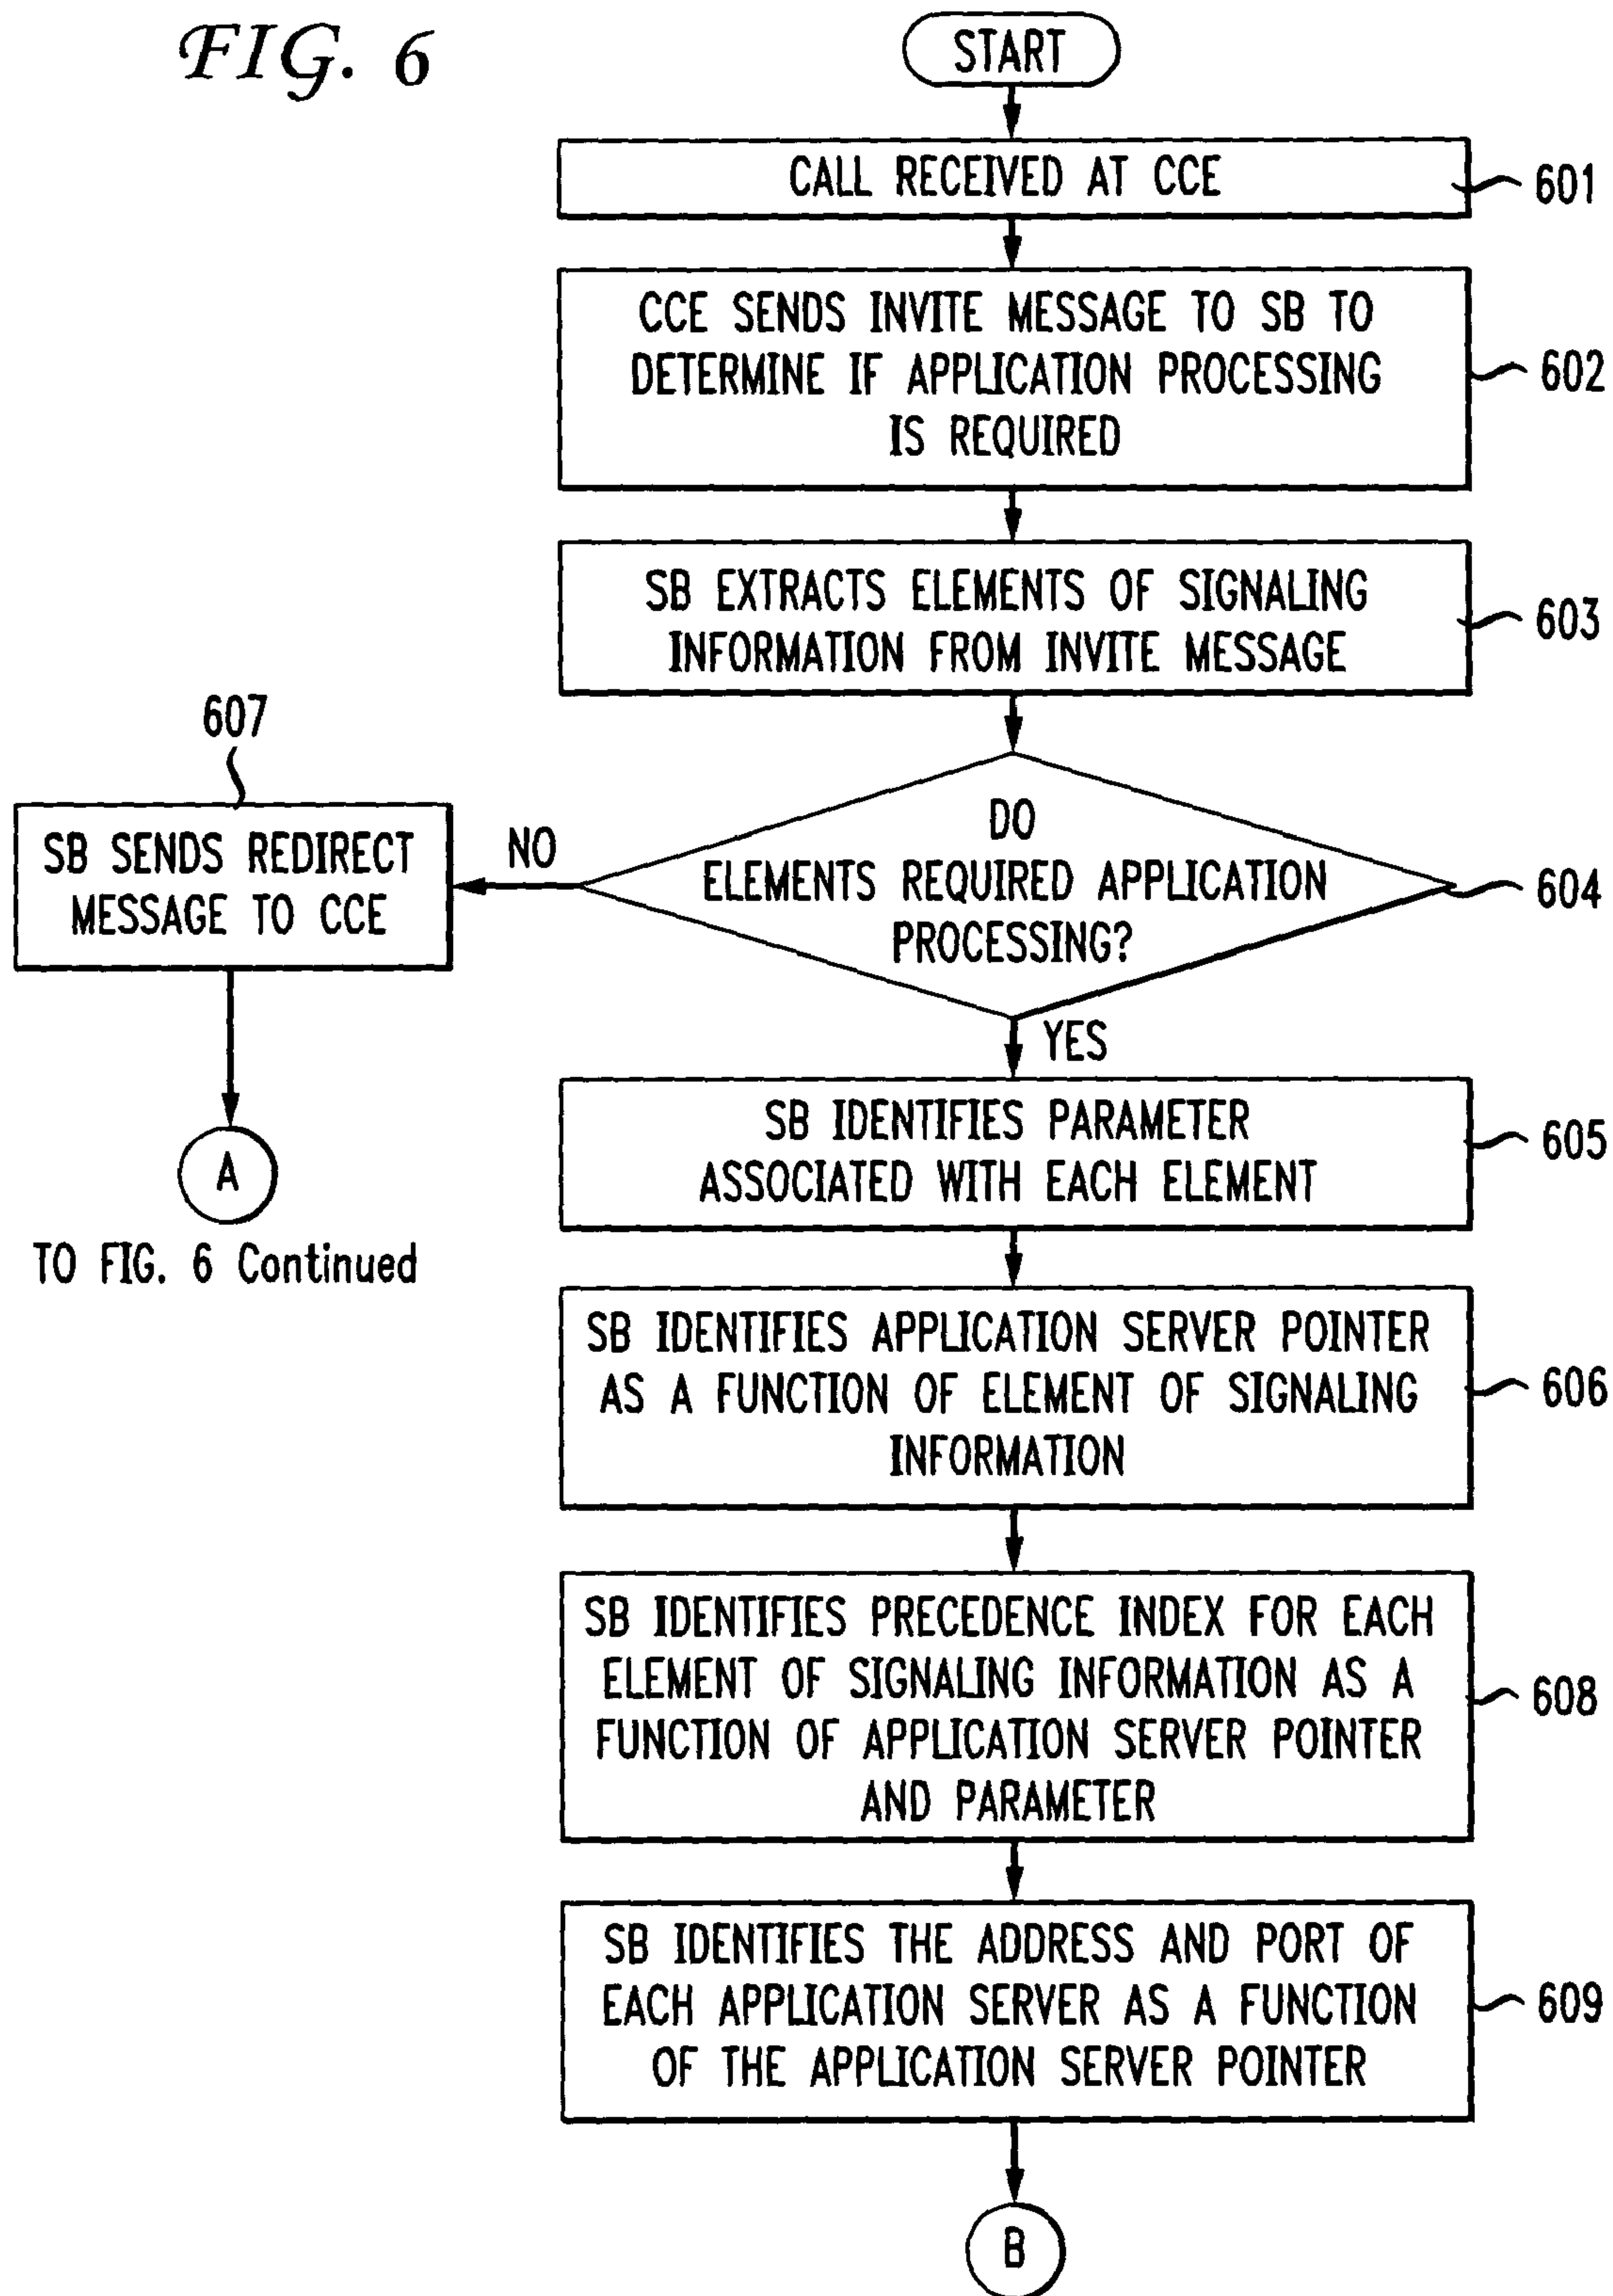 FIG. 6
START
CALL RECEIVED AT CCE
601
CCE SENDS INVITE MESSAGE TO SB TO
DETERMINE IF APPLICATION PROCESSING
IS REQUIRED
602
SB EXTRACTS ELEMENTS OF SIGNALING
INFORMATION FROM INVITE MESSAGE
603
DO
ELEMENTS REQUIRED APPLICATION
PROCESSING?
604
NO
607
SB SENDS REDIRECT
MESSAGE TO CCE
A
TO FIG. 6 Continued
YES
SB IDENTIFIES PARAMETER
ASSOCIATED WITH EACH ELEMENT
605
SB IDENTIFIES APPLICATION SERVER POINTER
AS A FUNCTION OF ELEMENT OF SIGNALING
INFORMATION
606
SB IDENTIFIES PRECEDENCE INDEX FOR EACH
ELEMENT OF SIGNALING INFORMATION AS A
FUNCTION OF APPLICATION SERVER POINTER
AND PARAMETER
608
SB IDENTIFIES THE ADDRESS AND PORT OF
EACH APPLICATION SERVER AS A FUNCTION
OF THE APPLICATION SERVER POINTER
609
B